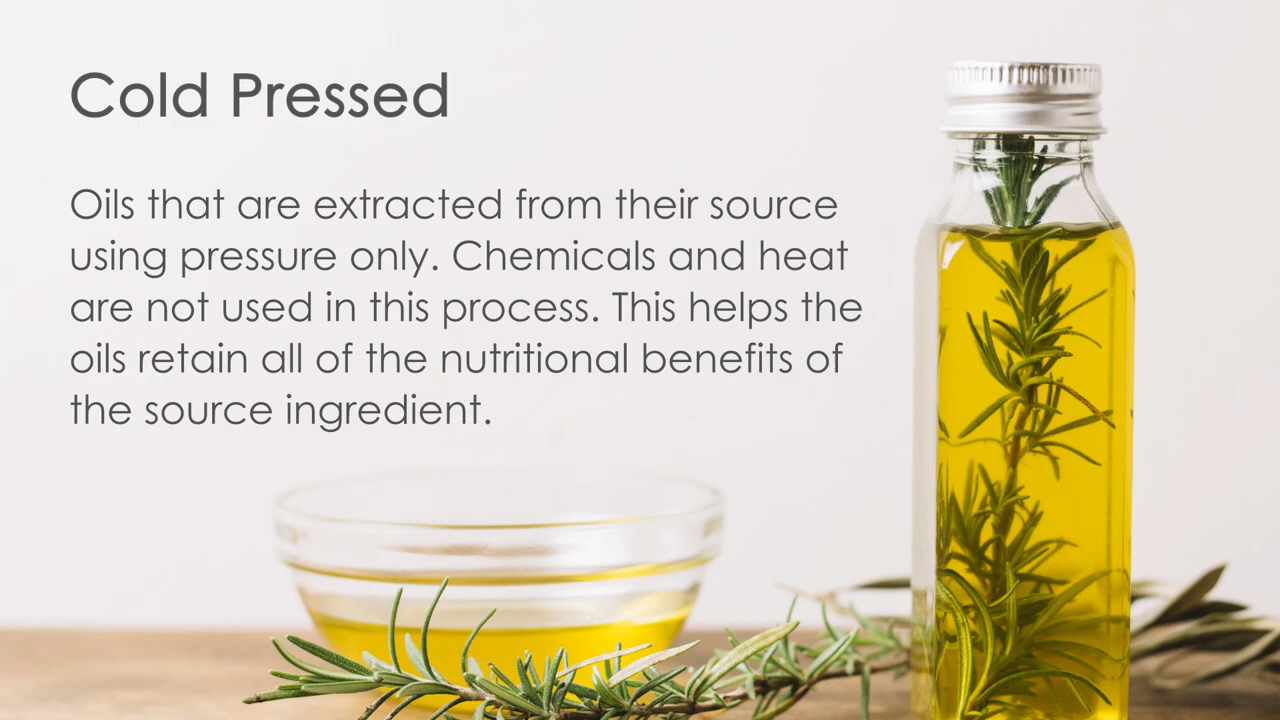 Cold Pressed
Oils that are extracted from their source
using pressure only. Chemicals and heat
are not used in this process. This helps the
oils retain all of the nutritional benefits of
the source ingredient.